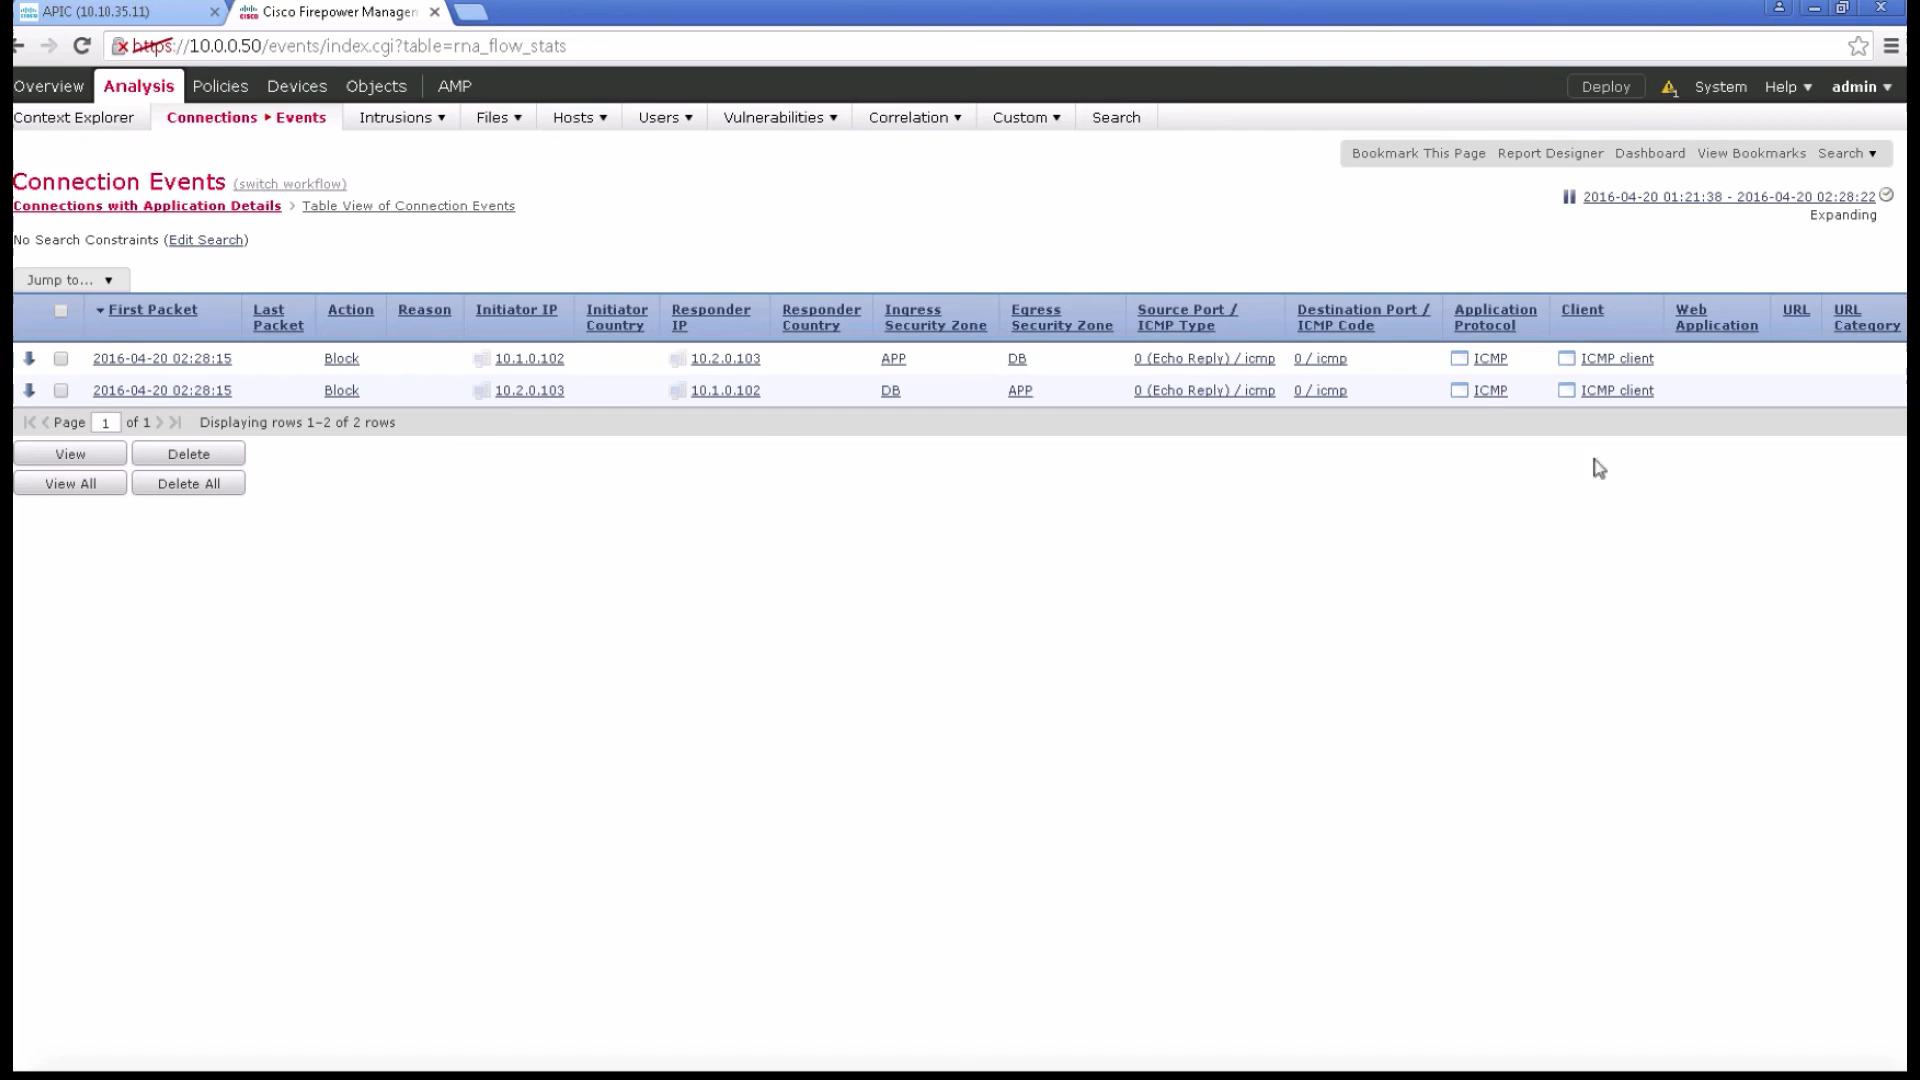 APIC (10.10.35.11)
Cisco Firepower Managem
https://10.0.0.50/events/index.cgi?table=rna_flow_stats
Overview Analysis Policies Devices Objects AMP Deploy 1 System Help admin
Context Explorer Connections Events Intrusions Files Hosts Users Vulnerabilities Correlation Custom Search
Bookmark This Page Report Designer Dashboard View Bookmarks Search
Connection Events (switch workflow)
2016-04-20 01:21:38 - 2016-04-20 02:28:22
Connections with Application Details > Table View of Connection Events
Expanding
No Search Constraints (Edit Search)
Jump to...
First Packet Last Packet Action Reason Initiator IP Initiator Country Responder IP Responder Country Ingress Security Zone Egress Security Zone Source Port / ICMP Type Destination Port / ICMP Code Application Protocol Client Web Application URL URL Category
2016-04-20 02:28:15 Block 10.1.0.102 10.2.0.103 APP DB 0 (Echo Reply) / icmp 0 / icmp ICMP ICMP client
2016-04-20 02:28:15 Block 10.2.0.103 10.1.0.102 DB APP 0 (Echo Reply) / icmp 0 / icmp ICMP ICMP client
Page 1 of 1 Displaying rows 1–2 of 2 rows
View Delete
View All Delete All